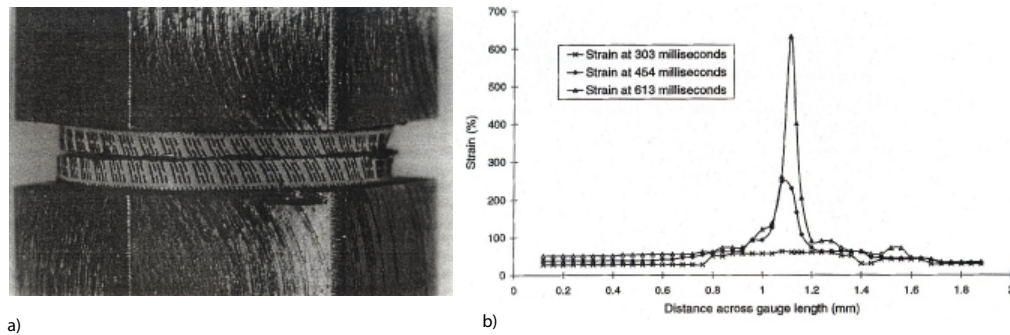 700
600
500
400
300
200
100
0
Strain (%)
Strain at 303 milliseconds
Strain at 454 milliseconds
Strain at 613 milliseconds
0 0.2 0.4 0.6 0.8 1 1.2 1.4 1.6 1.8
Distance across gauge length (mm)
a)
b)